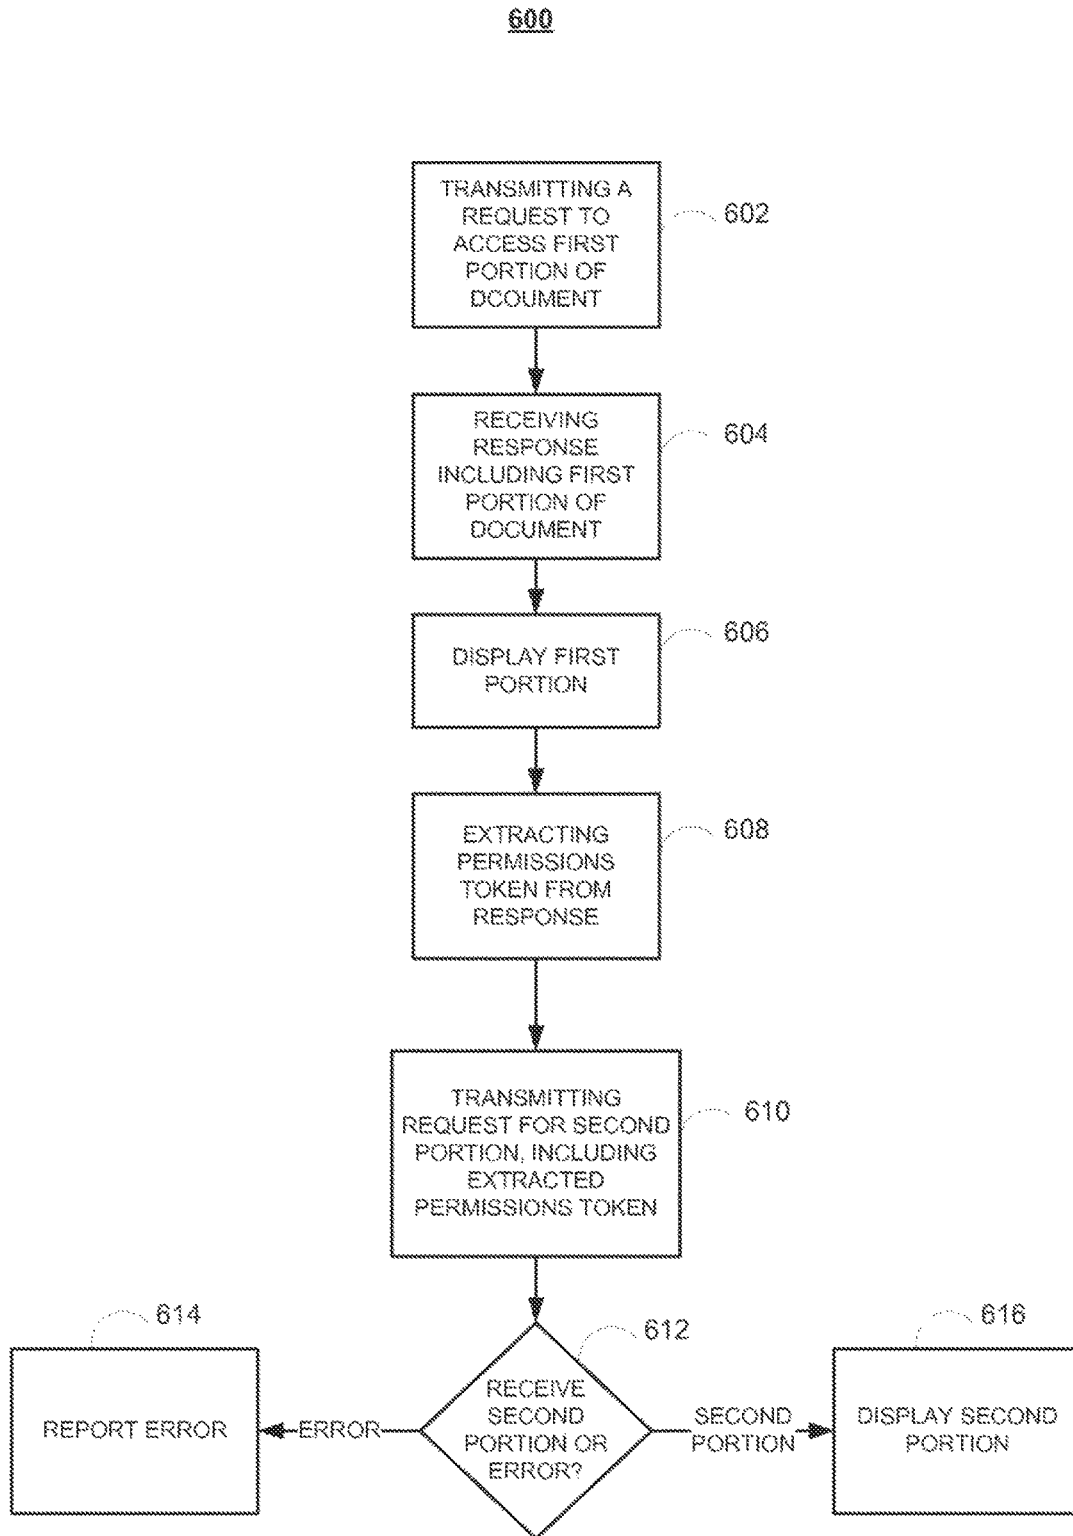 600
TRANSMITTING A
REQUEST TO
ACCESS FIRST
PORTION OF
DCOUMENT
602
RECEIVING
RESPONSE
INCLUDING FIRST
PORTION OF
DOCUMENT
604
DISPLAY FIRST
PORTION
606
EXTRACTING
PERMISSIONS
TOKEN FROM
RESPONSE
608
TRANSMITTING
REQUEST FOR SECOND
PORTION, INCLUDING
EXTRACTED
PERMISSIONS TOKEN
610
614
REPORT ERROR
ERROR
612
RECEIVE
SECOND
PORTION OR
ERROR?
SECOND
PORTION
616
DISPLAY SECOND
PORTION